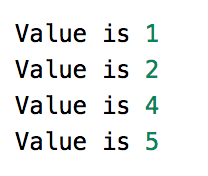 Value is 1
Value is 2
Value is 4
Value is 5